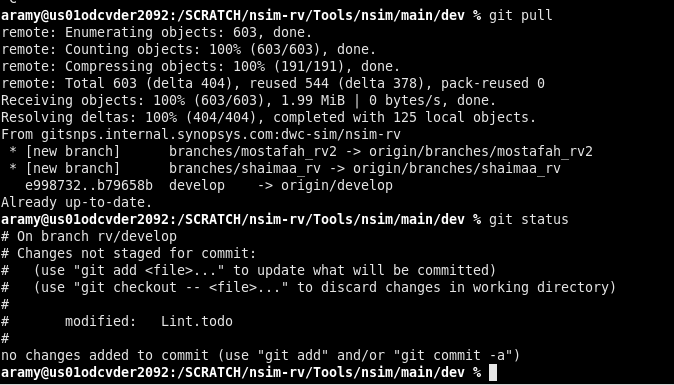 aramy@us01odcvder2092:/SCRATCH/nsim-rv/Tools/nsim/main/dev % git pull
remote: Enumerating objects: 603, done.
remote: Counting objects: 100% (603/603), done.
remote: Compressing objects: 100% (191/191), done.
remote: Total 603 (delta 404), reused 544 (delta 378), pack-reused 0
Receiving objects: 100% (603/603), 1.99 MiB | 0 bytes/s, done.
Resolving deltas: 100% (404/404), completed with 125 local objects.
From gitsnps.internal.synopsys.com:dwc-sim/nsim-rv
 * [new branch]      branches/mostafah_rv2 -> origin/branches/mostafah_rv2
 * [new branch]      branches/shaimaa_rv -> origin/branches/shaimaa_rv
   e998732..b79658b  develop    -> origin/develop
Already up-to-date.
aramy@us01odcvder2092:/SCRATCH/nsim-rv/Tools/nsim/main/dev % git status
# On branch rv/develop
# Changes not staged for commit:
#   (use "git add <file>..." to update what will be committed)
#   (use "git checkout -- <file>..." to discard changes in working directory)
#
#       modified:   Lint.todo
#
no changes added to commit (use "git add" and/or "git commit -a")
aramy@us01odcvder2092:/SCRATCH/nsim-rv/Tools/nsim/main/dev %